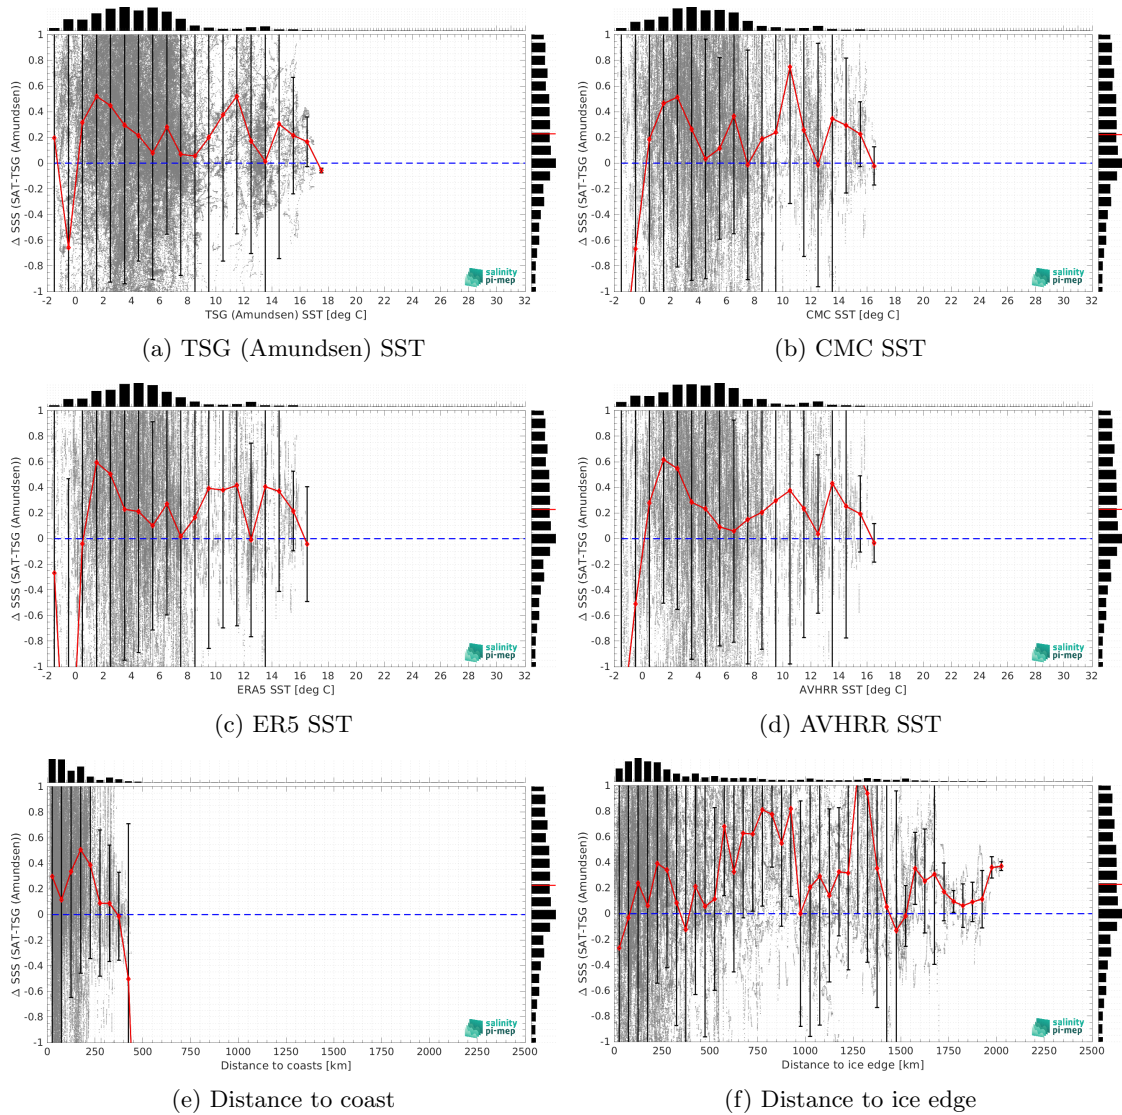 1
0.8
0.6
0.4
0.2
0
-0.2
-0.4
-0.6
-0.8
-1
Δ SSS (SAT-TSG (Amundsen))
salinity
pi-mep
-2 0 2 4 6 8 10 12 14 16 18 20 22 24 26 28 30 32
TSG (Amundsen) SST [deg C]
(a) TSG (Amundsen) SST
1
0.8
0.6
0.4
0.2
0
-0.2
-0.4
-0.6
-0.8
-1
Δ SSS (SAT-TSG (Amundsen))
salinity
pi-mep
-2 0 2 4 6 8 10 12 14 16 18 20 22 24 26 28 30 32
CMC SST [deg C]
(b) CMC SST
1
0.8
0.6
0.4
0.2
0
-0.2
-0.4
-0.6
-0.8
-1
Δ SSS (SAT-TSG (Amundsen))
salinity
pi-mep
-2 0 2 4 6 8 10 12 14 16 18 20 22 24 26 28 30 32
ERA5 SST [deg C]
(c) ER5 SST
1
0.8
0.6
0.4
0.2
0
-0.2
-0.4
-0.6
-0.8
-1
Δ SSS (SAT-TSG (Amundsen))
salinity
pi-mep
-2 0 2 4 6 8 10 12 14 16 18 20 22 24 26 28 30 32
AVHRR SST [deg C]
(d) AVHRR SST
1
0.8
0.6
0.4
0.2
0
-0.2
-0.4
-0.6
-0.8
-1
Δ SSS (SAT-TSG (Amundsen))
salinity
pi-mep
0 250 500 750 1000 1250 1500 1750 2000 2250 2500
Distance to coasts [km]
(e) Distance to coast
1
0.8
0.6
0.4
0.2
0
-0.2
-0.4
-0.6
-0.8
-1
Δ SSS (SAT-TSG (Amundsen))
salinity
pi-mep
0 250 500 750 1000 1250 1500 1750 2000 2250 2500
Distance to ice edge [km]
(f) Distance to ice edge